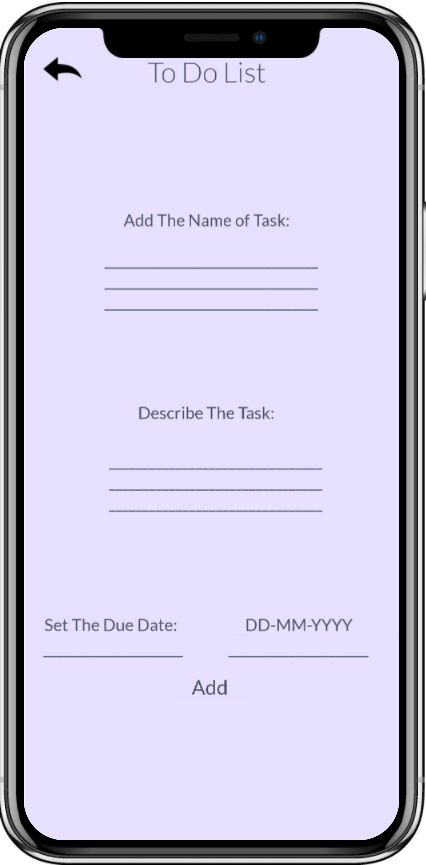 To Do List
Add The Name of Task:
Describe The Task:
Set The Due Date: DD-MM-YYYY
Add